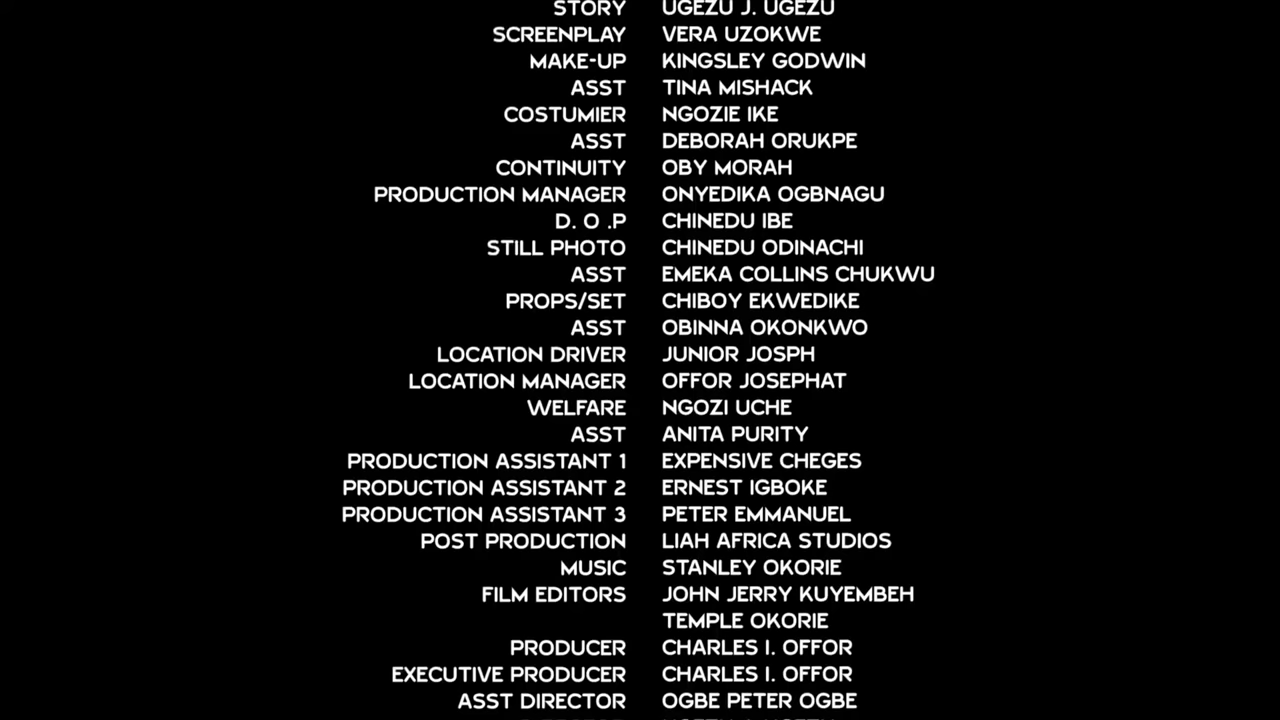 STORY UGEZU J. UGEZU
SCREENPLAY VERA UZOKWE
MAKE-UP KINGSLEY GODWIN
ASST TINA MISHACK
COSTUMIER NGOZIE IKE
ASST DEBORAH ORUKPE
CONTINUITY OBY MORAH
PRODUCTION MANAGER ONYEDIKA OGBNAGU
D. O .P CHINEDU IBE
STILL PHOTO CHINEDU ODINACHI
ASST EMEKA COLLINS CHUKWU
PROPS/SET CHIBOY EKWEDIKE
ASST OBINNA OKONKWO
LOCATION DRIVER JUNIOR JOSPH
LOCATION MANAGER OFFOR JOSEPHAT
WELFARE NGOZI UCHE
ASST ANITA PURITY
PRODUCTION ASSISTANT 1 EXPENSIVE CHEGES
PRODUCTION ASSISTANT 2 ERNEST IGBOKE
PRODUCTION ASSISTANT 3 PETER EMMANUEL
POST PRODUCTION LIAH AFRICA STUDIOS
MUSIC STANLEY OKORIE
FILM EDITORS JOHN JERRY KUYEMBEH
TEMPLE OKORIE
PRODUCER CHARLES I. OFFOR
EXECUTIVE PRODUCER CHARLES I. OFFOR
ASST DIRECTOR OGBE PETER OGBE